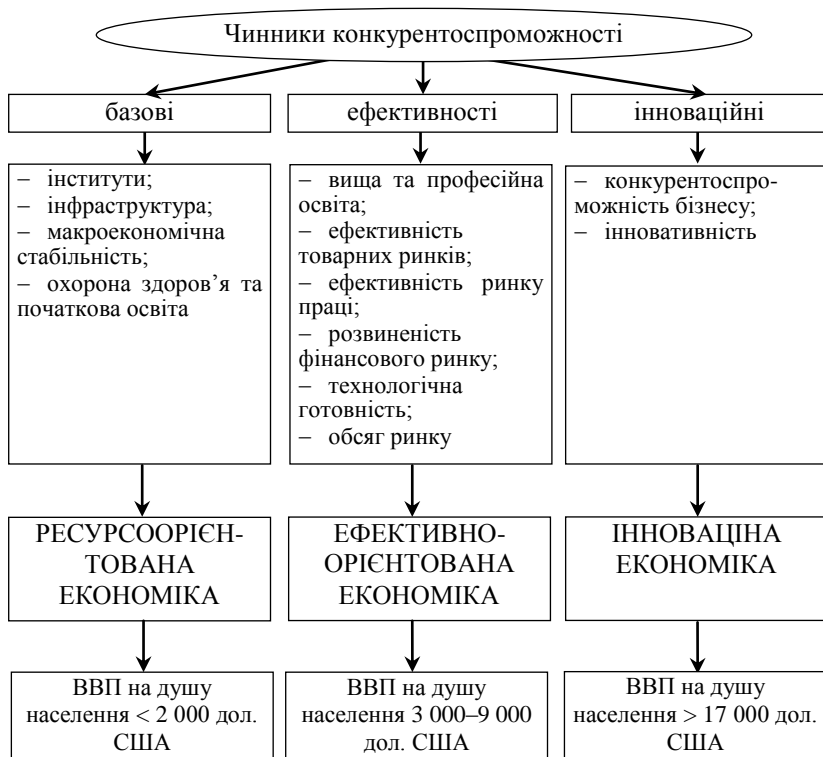 Чинники конкурентоспроможності
базові
ефективності
інноваційні
– інститути;
– інфраструктура;
– макроекономічна
стабільність;
– охорона здоров’я та
початкова освіта
– вища та професійна
освіта;
– ефективність
товарних ринків;
– ефективність ринку
праці;
– розвиненість
фінансового ринку;
– технологічна
готовність;
– обсяг ринку
– конкурентоспро-
можність бізнесу;
– інновативність
РЕСУРСООРІЄН-
ТОВАНА
ЕКОНОМІКА
ЕФЕКТИВНО-
ОРІЄНТОВАНА
ЕКОНОМІКА
ІННОВАЦІНА
ЕКОНОМІКА
ВВП на душу
населення < 2 000 дол.
США
ВВП на душу
населення 3 000–9 000
дол. США
ВВП на душу
населення > 17 000 дол.
США